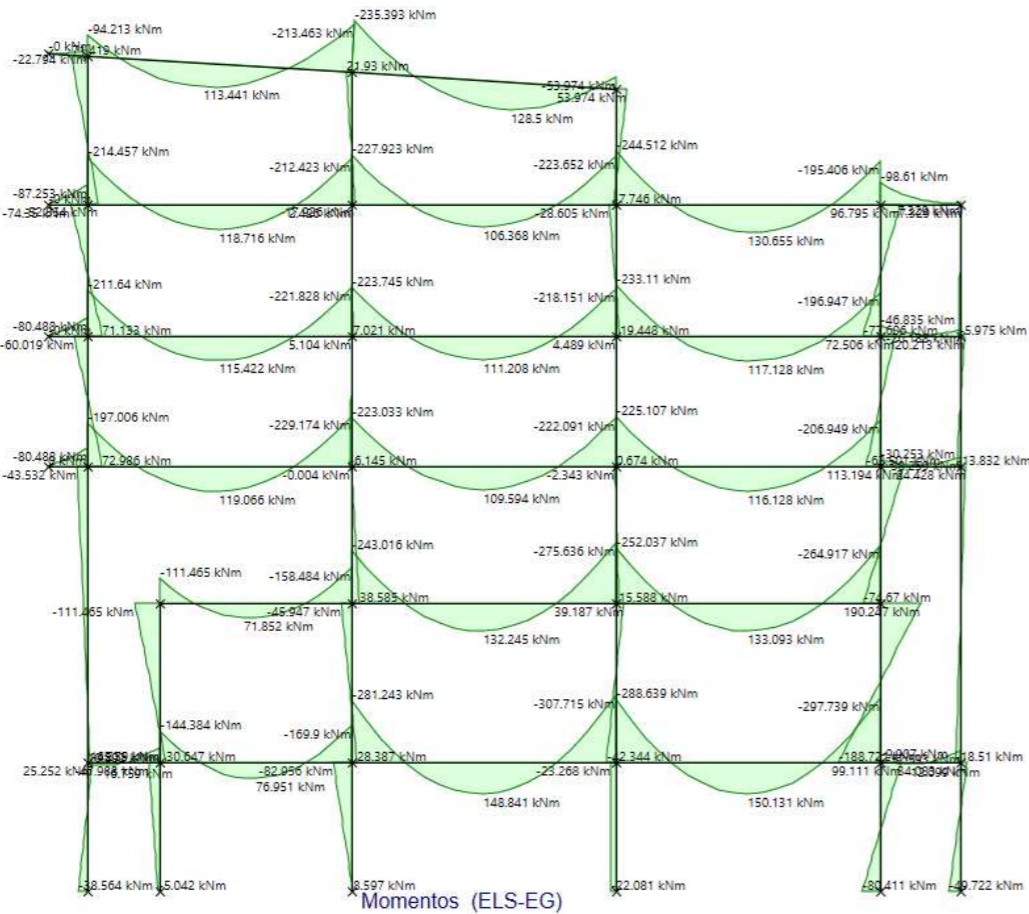 -235.393 kNm
-94.213 kNm
-213.463 kNm
-0 kNm
-22.794 kNm
21.93 kNm
-53.974 kNm
113.441 kNm
53.974 kNm
128.5 kNm
-214.457 kNm
-227.923 kNm
-244.512 kNm
-212.423 kNm
-223.652 kNm
-195.406 kNm
-98.61 kNm
-87.253 kNm
-28.605 kNm
7.746 kNm
96.795 kNm
118.716 kNm
106.368 kNm
130.655 kNm
-211.64 kNm
-223.745 kNm
-233.11 kNm
-221.828 kNm
-218.151 kNm
-196.947 kNm
-46.835 kNm
-80.488 kNm
71.133 kNm
7.021 kNm
19.448 kNm
-5.975 kNm
-60.019 kNm
5.104 kNm
4.489 kNm
72.506 kNm
20.213 kNm
115.422 kNm
111.208 kNm
117.128 kNm
-197.006 kNm
-223.033 kNm
-225.107 kNm
-229.174 kNm
-222.091 kNm
-206.949 kNm
-30.253 kNm
-80.488 kNm
72.986 kNm
6.145 kNm
0.674 kNm
13.832 kNm
-43.532 kNm
-0.004 kNm
-2.343 kNm
113.194 kNm
119.066 kNm
109.594 kNm
116.128 kNm
-243.016 kNm
-252.037 kNm
-275.636 kNm
-264.917 kNm
-111.465 kNm
-158.484 kNm
38.585 kNm
15.588 kNm
-74.67 kNm
-111.465 kNm
-45.947 kNm
39.187 kNm
190.247 kNm
71.852 kNm
132.245 kNm
133.093 kNm
-281.243 kNm
-288.639 kNm
-307.715 kNm
-297.739 kNm
-144.384 kNm
-169.9 kNm
30.647 kNm
28.387 kNm
2.344 kNm
18.51 kNm
25.252 kNm
-82.956 kNm
-23.268 kNm
99.111 kNm
76.951 kNm
148.841 kNm
150.131 kNm
-38.564 kNm
5.042 kNm
8.597 kNm
22.081 kNm
-80.411 kNm
-49.722 kNm
Momentos (ELS-EG)